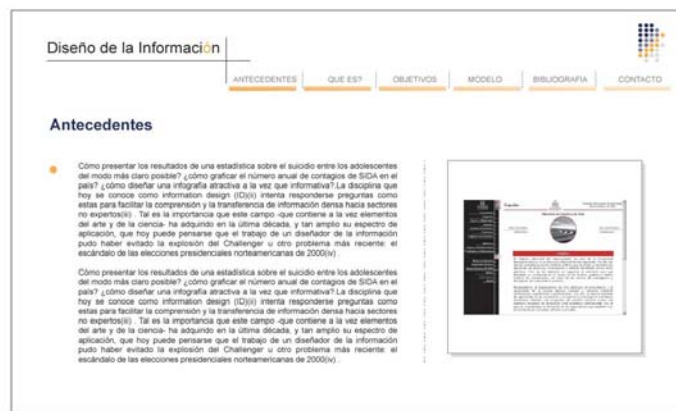 Diseño de la Información
ANTECEDENTES QUE ES? OBJETIVOS MODELO BIBLIOGRAFIA CONTACTO
Antecedentes
Cómo presentar los resultados de una estadística sobre el suicidio entre los adolescentes
del modo más claro posible? ¿cómo graficar el número anual de contagios de SIDA en el
país? ¿cómo diseñar una infografía atractiva a la vez que informativa? La disciplina que
hoy se conoce como information design (ID)(ii) intenta responderse preguntas como
estas para facilitar la comprensión y la transferencia de información densa hacia sectores
no expertos(iii) . Tal es la importancia que este campo -que contiene a la vez elementos
del arte y de la ciencia- ha adquirido en la última década, y tan amplio su espectro de
aplicación, que hoy puede pensarse que el trabajo de un diseñador de la información
pudo haber evitado la explosión del Challenger u otro problema más reciente: el
escándalo de las elecciones presidenciales norteamericanas de 2000(iv) .
Cómo presentar los resultados de una estadística sobre el suicidio entre los adolescentes
del modo más claro posible? ¿cómo graficar el número anual de contagios de SIDA en el
país? ¿cómo diseñar una infografía atractiva a la vez que informativa? La disciplina que
hoy se conoce como information design (ID)(ii) intenta responderse preguntas como
estas para facilitar la comprensión y la transferencia de información densa hacia sectores
no expertos(iii) . Tal es la importancia que este campo -que contiene a la vez elementos
del arte y de la ciencia- ha adquirido en la última década, y tan amplio su espectro de
aplicación, que hoy puede pensarse que el trabajo de un diseñador de la información
pudo haber evitado la explosión del Challenger u otro problema más reciente: el
escándalo de las elecciones presidenciales norteamericanas de 2000(iv) .